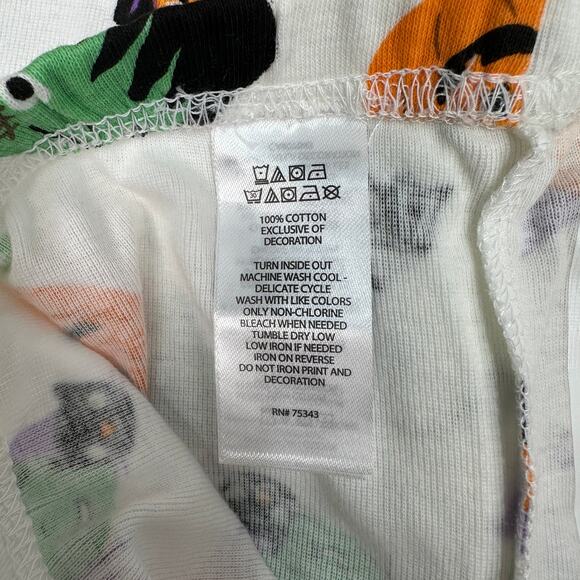 100% COTTON
EXCLUSIVE OF
DECORATION
TURN INSIDE OUT
MACHINE WASH COOL -
DELICATE CYCLE
WASH WITH LIKE COLORS
ONLY NON-CHLORINE
BLEACH WHEN NEEDED
TUMBLE DRY LOW
LOW IRON IF NEEDED
IRON ON REVERSE
DO NOT IRON PRINT AND
DECORATION
RN# 75343